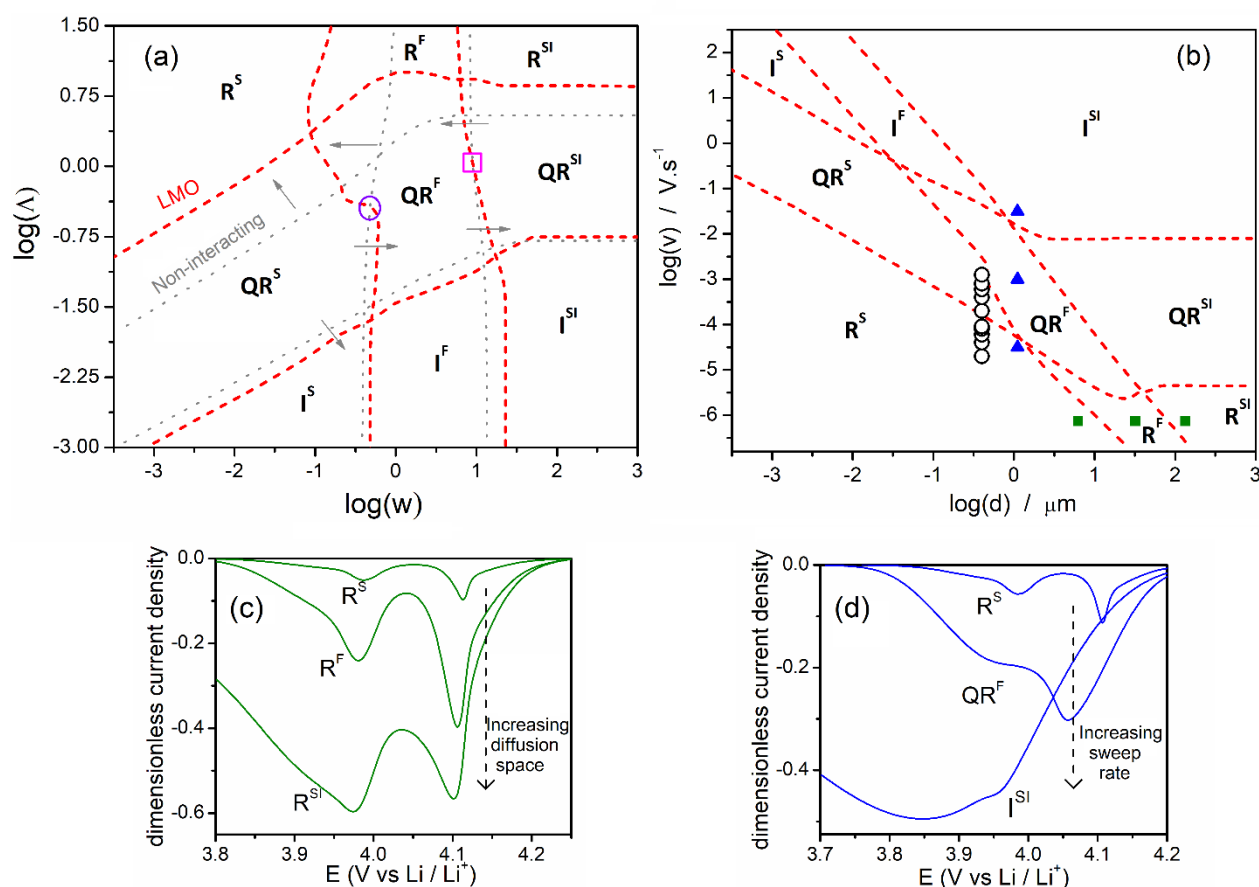 (a)
R^S
R^F
R^SI
LMO
Non-interacting
QR^S
QR^F
QR^SI
I^S
I^F
I^SI
log(Λ)
1.50
0.75
0.00
-0.75
-1.50
-2.25
-3.00
-3 -2 -1 0 1 2 3
log(w)
(b)
I^S
I^F
I^SI
QR^S
R^S
QR^F
QR^SI
R^F
R^SI
log(v) / V.s^-1
2
1
0
-1
-2
-3
-4
-5
-6
-3 -2 -1 0 1 2 3
log(d) / μm
(c)
R^S
R^F
R^SI
Increasing
diffusion
space
dimensionless current density
0.0
-0.2
-0.4
-0.6
3.8 3.9 4.0 4.1 4.2
E (V vs Li / Li^+)
(d)
R^S
QR^F
I^SI
Increasing
sweep
rate
dimensionless current density
0.0
-0.2
-0.4
3.7 3.8 3.9 4.0 4.1 4.2
E (V vs Li / Li^+)